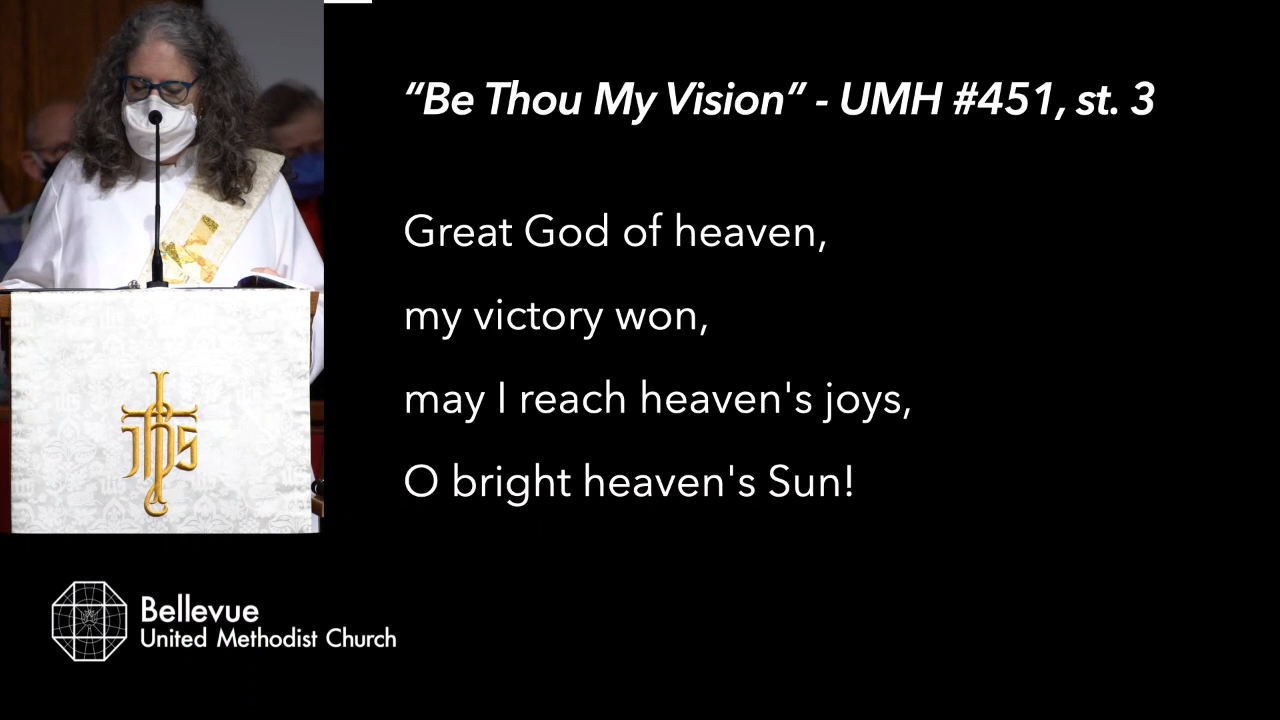 “Be Thou My Vision” - UMH #451, st. 3
Great God of heaven,
my victory won,
may I reach heaven's joys,
O bright heaven's Sun!
IHS
Bellevue
United Methodist Church